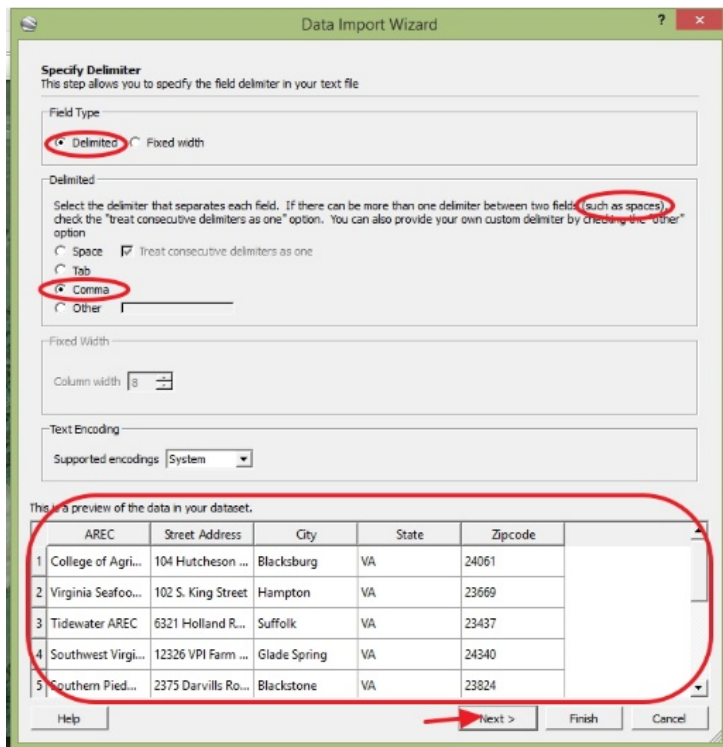 Data Import Wizard
?
×
Specify Delimiter
This step allows you to specify the field delimiter in your text file
Field Type
Delimited Fixed width
Delimited
Select the delimiter that separates each field. If there can be more than one delimiter between two fields (such as spaces),
check the "treat consecutive delimiters as one" option. You can also provide your own custom delimiter by checking the "other"
option
Space Treat consecutive delimiters as one
Tab
Comma
Other
Fixed Width
Column width 8
Text Encoding
Supported encodings System
This is a preview of the data in your dataset.
AREC Street Address City State Zipcode
1 College of Agri... 104 Hutcheson ... Blacksburg VA 24061
2 Virginia Seafoo... 102 S. King Street Hampton VA 23669
3 Tidewater AREC 6321 Holland R... Suffolk VA 23437
4 Southwest Virgi... 12326 VPI Farm ... Glade Spring VA 24340
5 Southern Pied... 2375 Darvills Ro... Blackstone VA 23824
Help Next > Finish Cancel